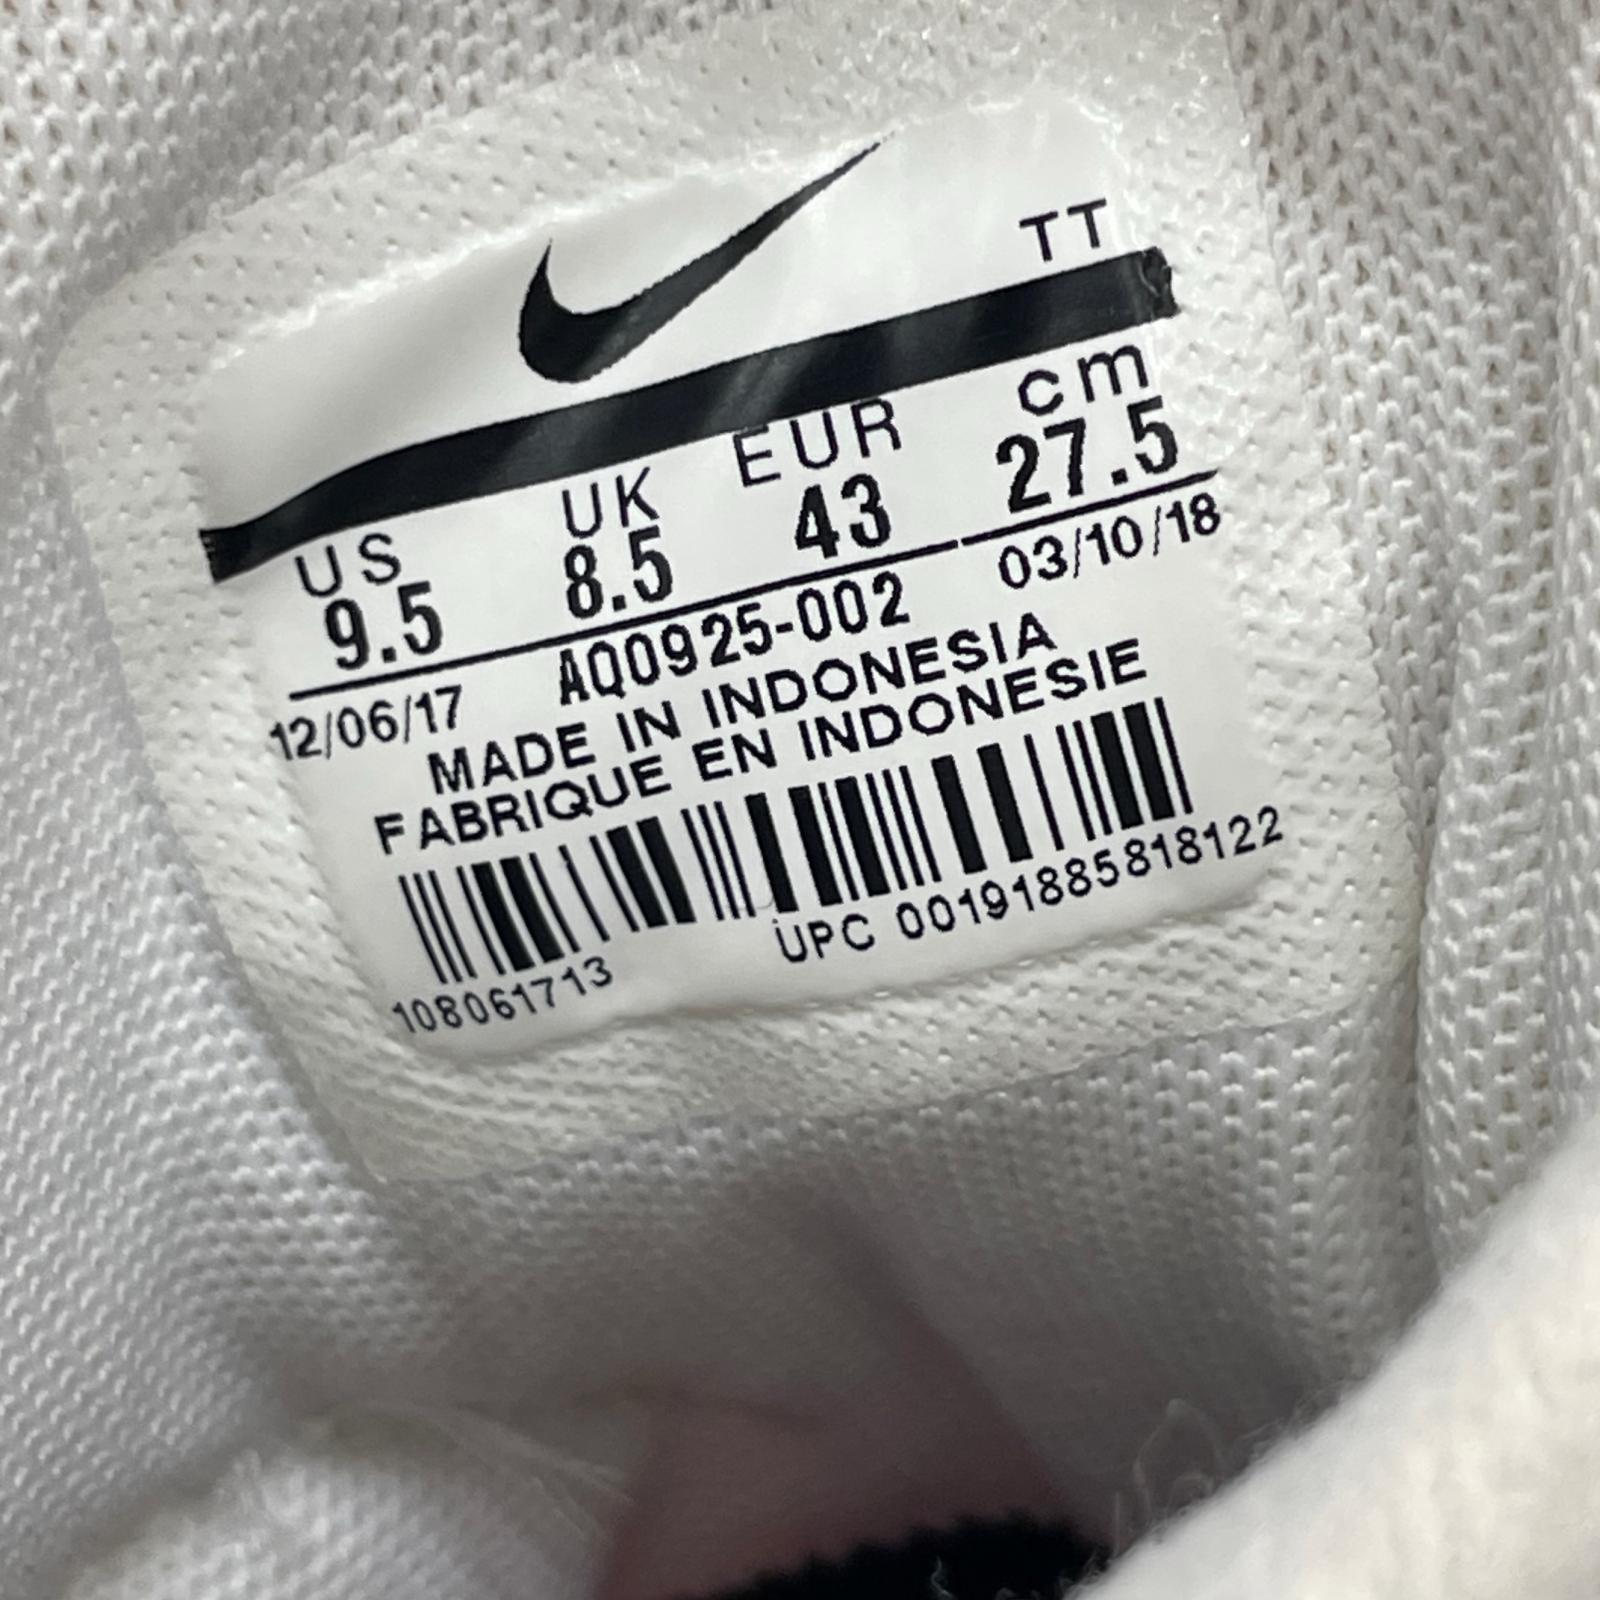 TT
US UK EUR cm
9.5 8.5 43 27.5
12/06/17 AQ0925-002 03/10/18
MADE IN INDONESIA
FABRIQUE EN INDONESIE
108061713 UPC 00191885818122